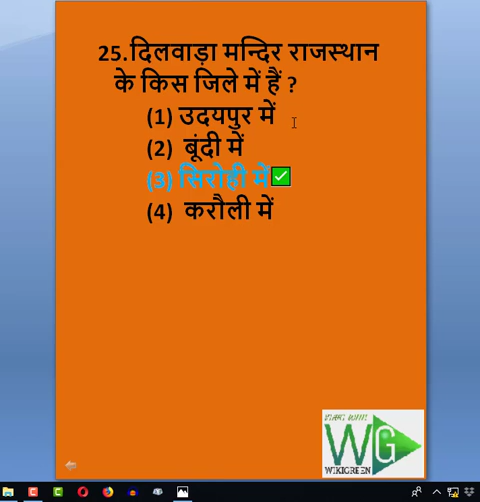 25.दिलवाड़ा मन्दिर राजस्थान
के किस जिले में हैं ?
(1) उदयपुर में
(2) बूंदी में
(3) सिरोही में
(4) करौली में
WG
WIKIGREEN